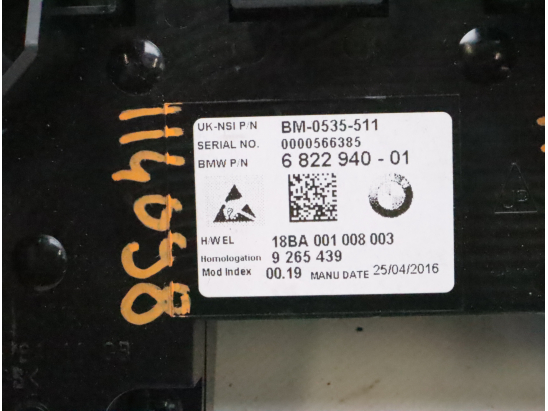 UK-NSI P/N BM-0535-511
SERIAL NO. 0000566385
BMW P/N 6 822 940 - 01
H/W EL 18BA 001 008 003
Homologation 9 265 439
Mod Index 00.19 MANU DATE 25/04/2016
114058